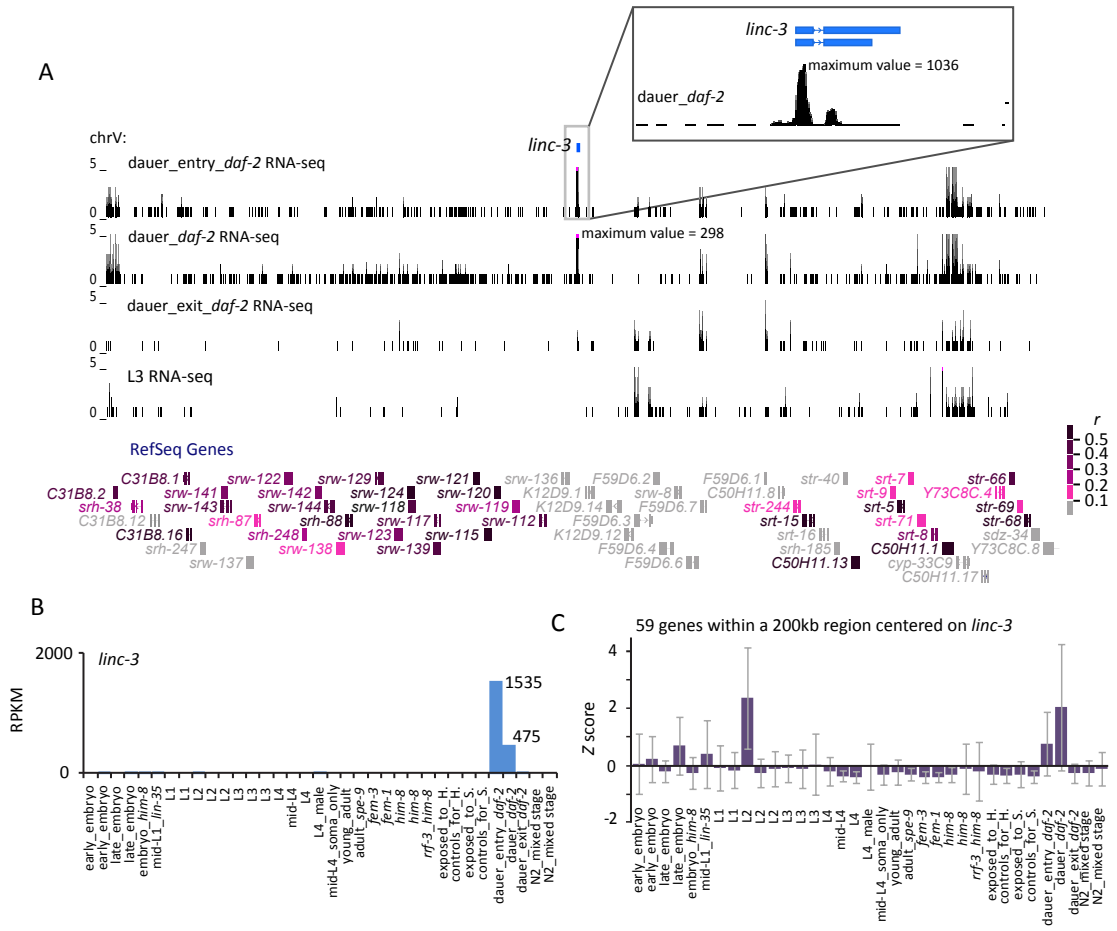 A
linc-3
maximum value = 1036
dauer_daf-2
chrV:
linc-3
5
dauer_entry_daf-2 RNA-seq
0
5
dauer_daf-2 RNA-seq
maximum value = 298
0
5
dauer_exit_daf-2 RNA-seq
0
5
L3 RNA-seq
0
RefSeq Genes
r
0.5
0.4
0.3
0.2
0.1
C31B8.1 srw-122 srw-129 srw-121 srw-136 F59D6.2 F59D6.1 str-40 srt-7 str-66
C31B8.2 srw-141 srw-142 srw-124 srw-120 K12D9.1 srw-8 C50H11.8 srt-9 Y73C8C.4
srh-38 srw-143 srw-144 srw-118 srw-119 K12D9.14 F59D6.7 str-244 srt-5 str-69
C31B8.12 srh-87 srh-88 srw-117 srw-112 F59D6.3 srt-15 srt-71 str-68
C31B8.16 srh-248 srw-123 srw-115 K12D9.12 srt-16 srt-8 sdz-34
srh-247 srw-138 srw-139 F59D6.4 srh-185 C50H11.1 Y73C8C.8
srw-137 F59D6.6 C50H11.13 cyp-33C9
C50H11.17
B
linc-3
RPKM
2000
0
1535
475
early_embryo
early_embryo
late_embryo
late_embryo
embryo_him-8
mid-L1_lin-35
L1
L1
L2
L2
L2
L3
L3
L3
L4
L4
mid-L4
L4
L4_male
mid-L4_soma_only
young_adult
adult_spe-9
fem-3
fem-1
him-8
him-8
rrf-3_him-8
exposed_to_H.
controls_for_H.
exposed_to_S.
controls_for_S.
dauer_entry_daf-2
dauer_daf-2
dauer_exit_daf-2
N2_mixed stage
N2_mixed stage
C
59 genes within a 200kb region centered on linc-3
Z score
4
2
0
-2
early_embryo
early_embryo
late_embryo
late_embryo
embryo_him-8
mid-L1_lin-35
L1
L1
L2
L2
L2
L3
L3
L3
L4
L4
mid-L4
L4
L4_male
mid-L4_soma_only
young_adult
adult_spe-9
fem-3
fem-1
him-8
him-8
rrf-3_him-8
exposed_to_H.
controls_for_H.
exposed_to_S.
controls_for_S.
dauer_entry_daf-2
dauer_daf-2
dauer_exit_daf-2
N2_mixed stage
N2_mixed stage